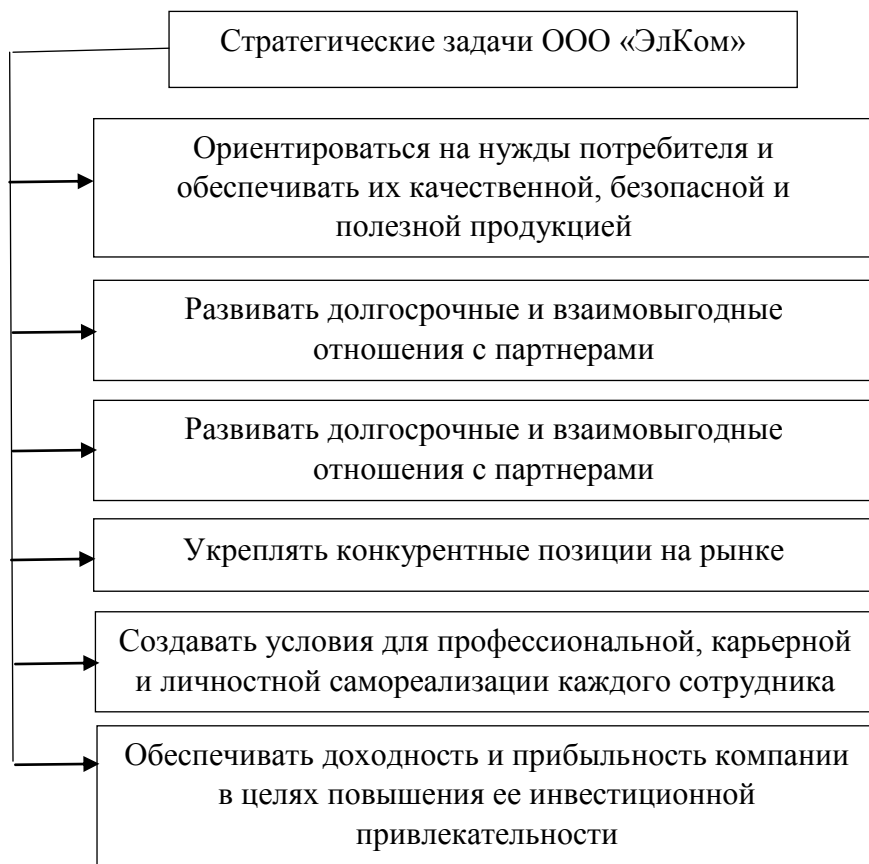 Стратегические задачи ООО «ЭлКом»
Ориентироваться на нужды потребителя и
обеспечивать их качественной, безопасной и
полезной продукцией
Развивать долгосрочные и взаимовыгодные
отношения с партнерами
Развивать долгосрочные и взаимовыгодные
отношения с партнерами
Укреплять конкурентные позиции на рынке
Создавать условия для профессиональной, карьерной
и личностной самореализации каждого сотрудника
Обеспечивать доходность и прибыльность компании
в целях повышения ее инвестиционной
привлекательности